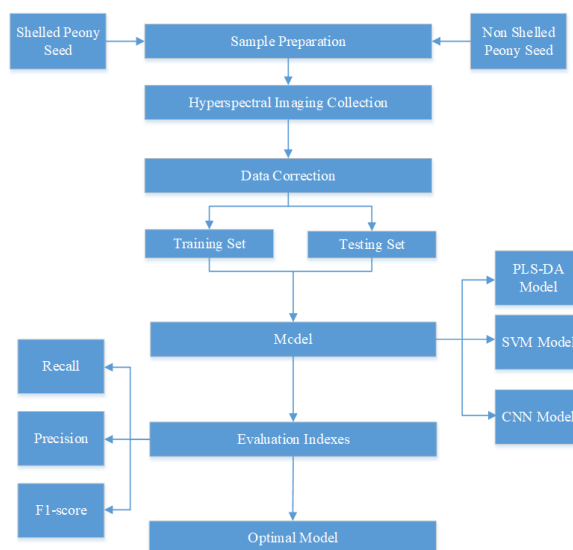 Shelled Peony
Seed
Sample Preparation
Non Shelled
Peony Seed
Hyperspectral Imaging Collection
Data Correction
Training Set
Testing Set
PLS-DA
Model
Model
SVM Model
CNN Model
Recall
Precision
F1-score
Evaluation Indexes
Optimal Model